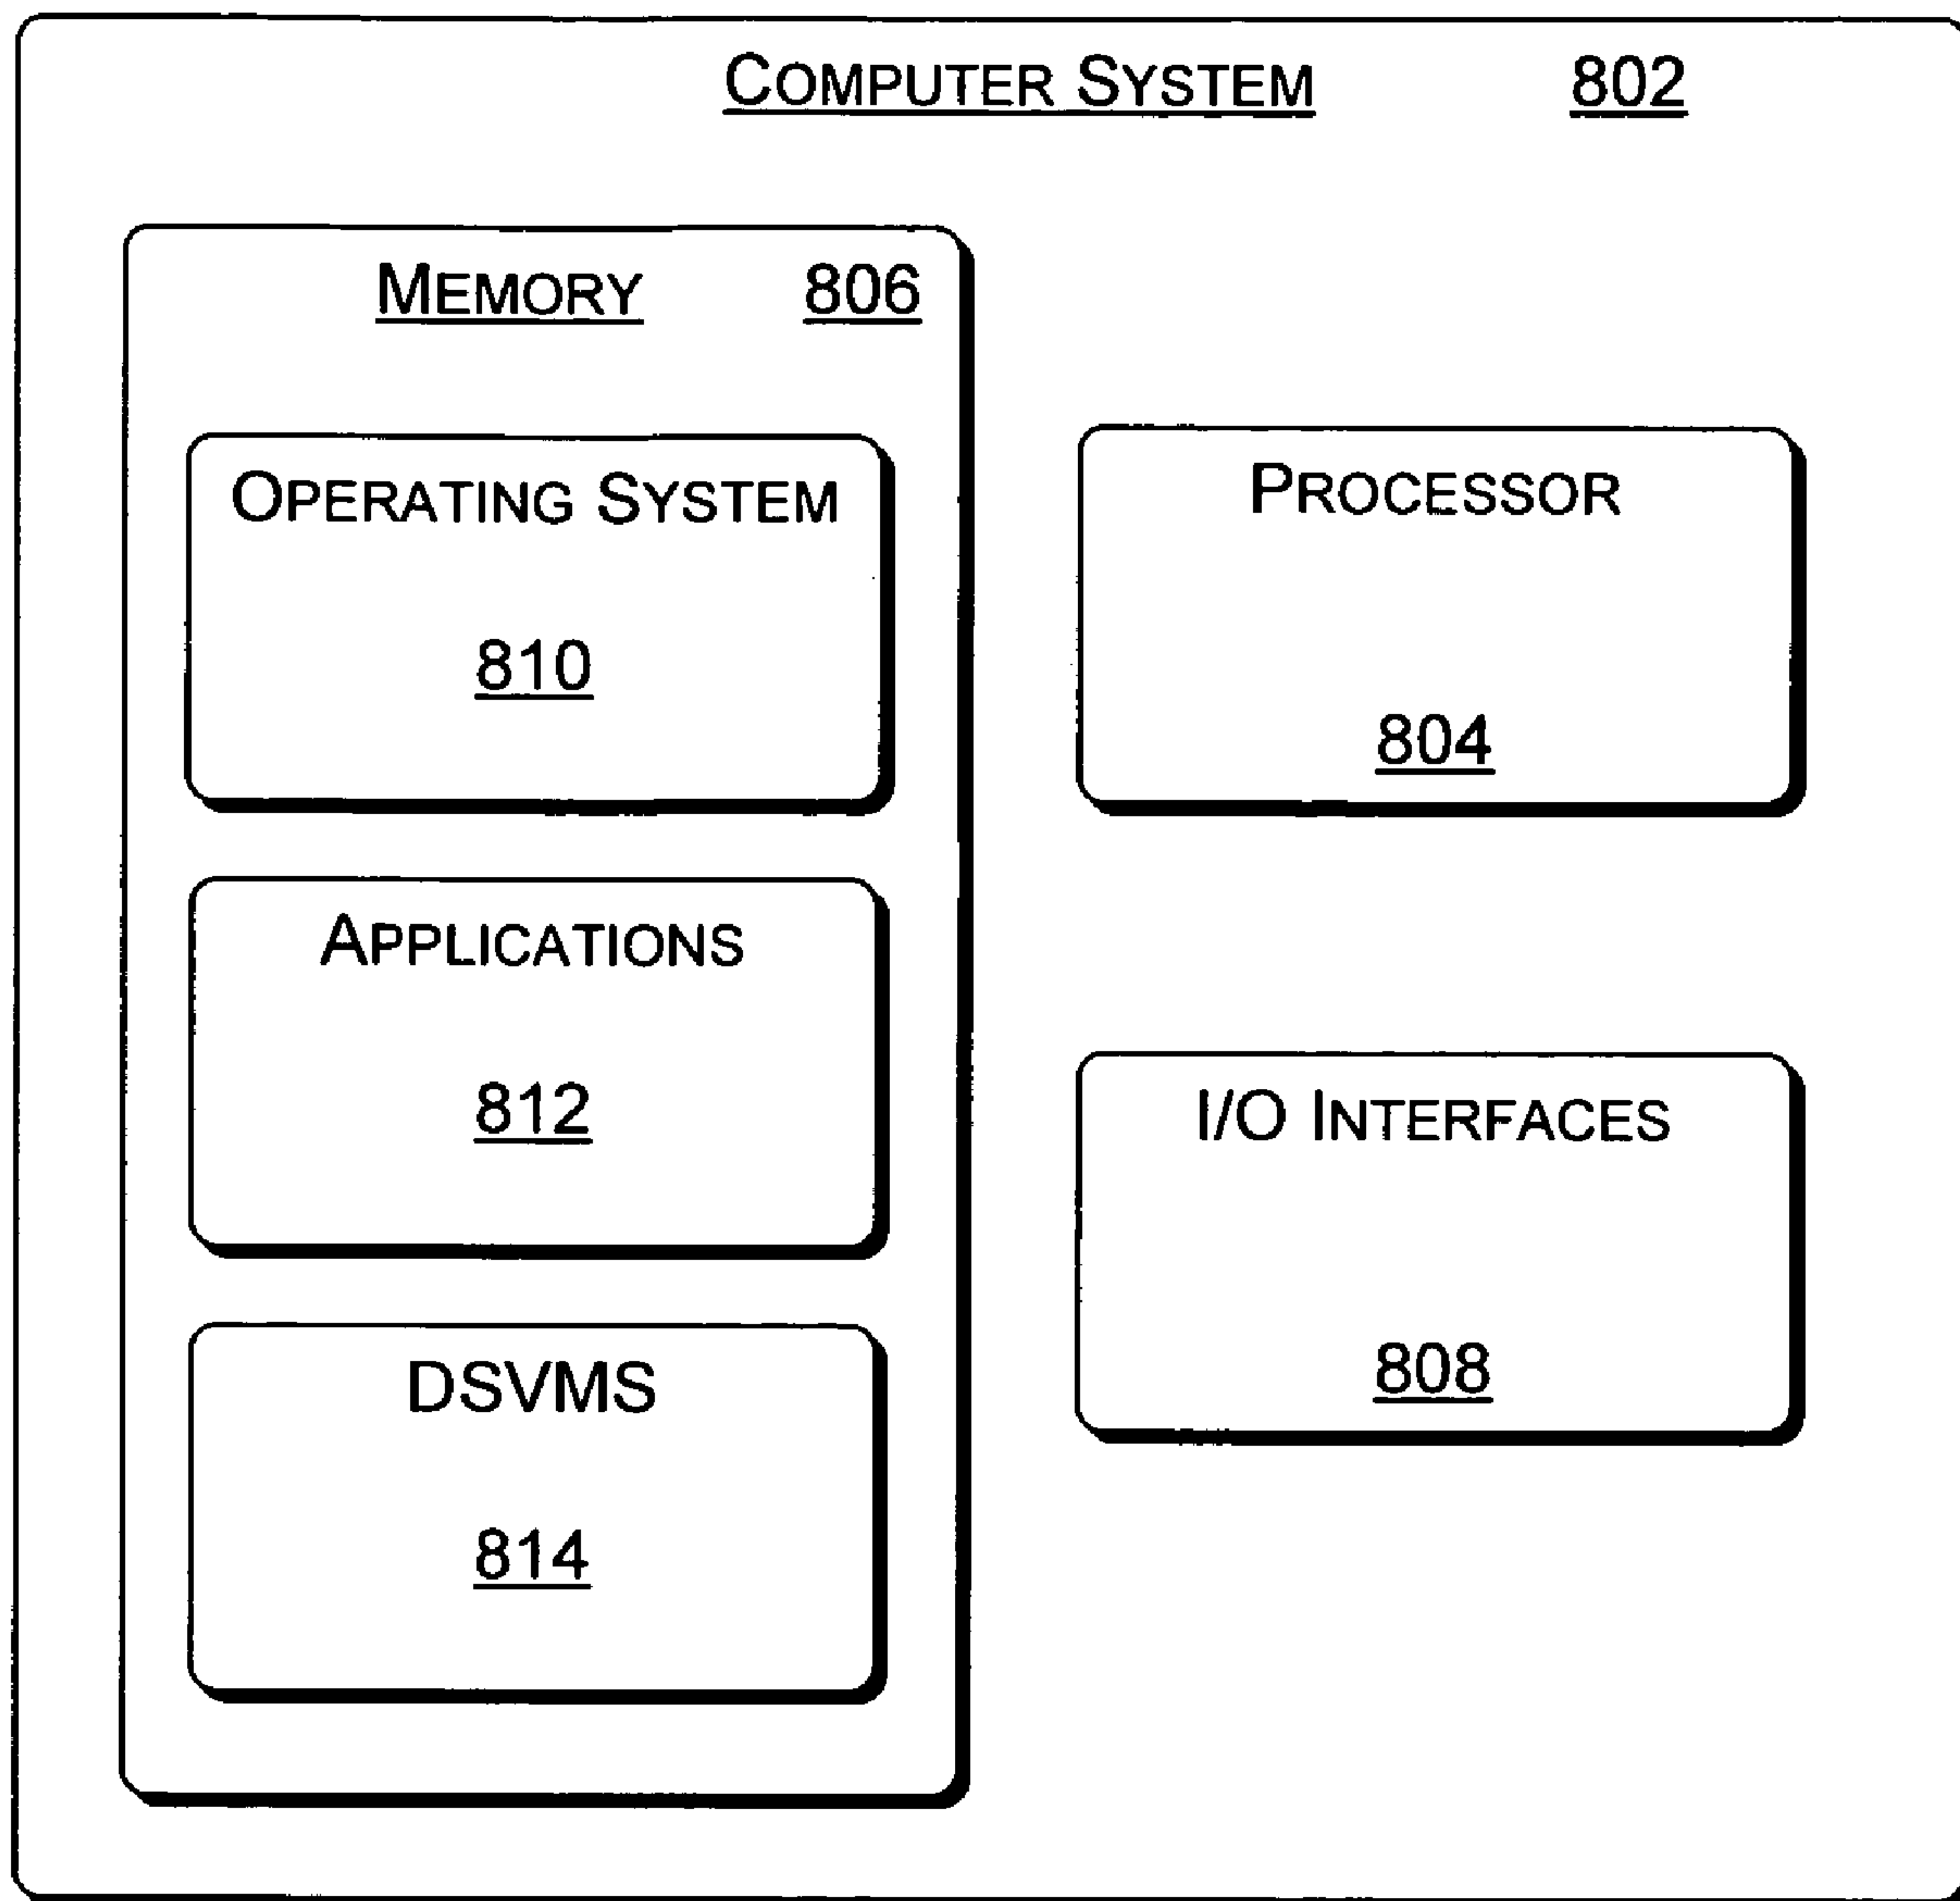 COMPUTER SYSTEM 802
MEMORY 806
OPERATING SYSTEM
810
APPLICATIONS
812
DSVMS
814
PROCESSOR
804
I/O INTERFACES
808